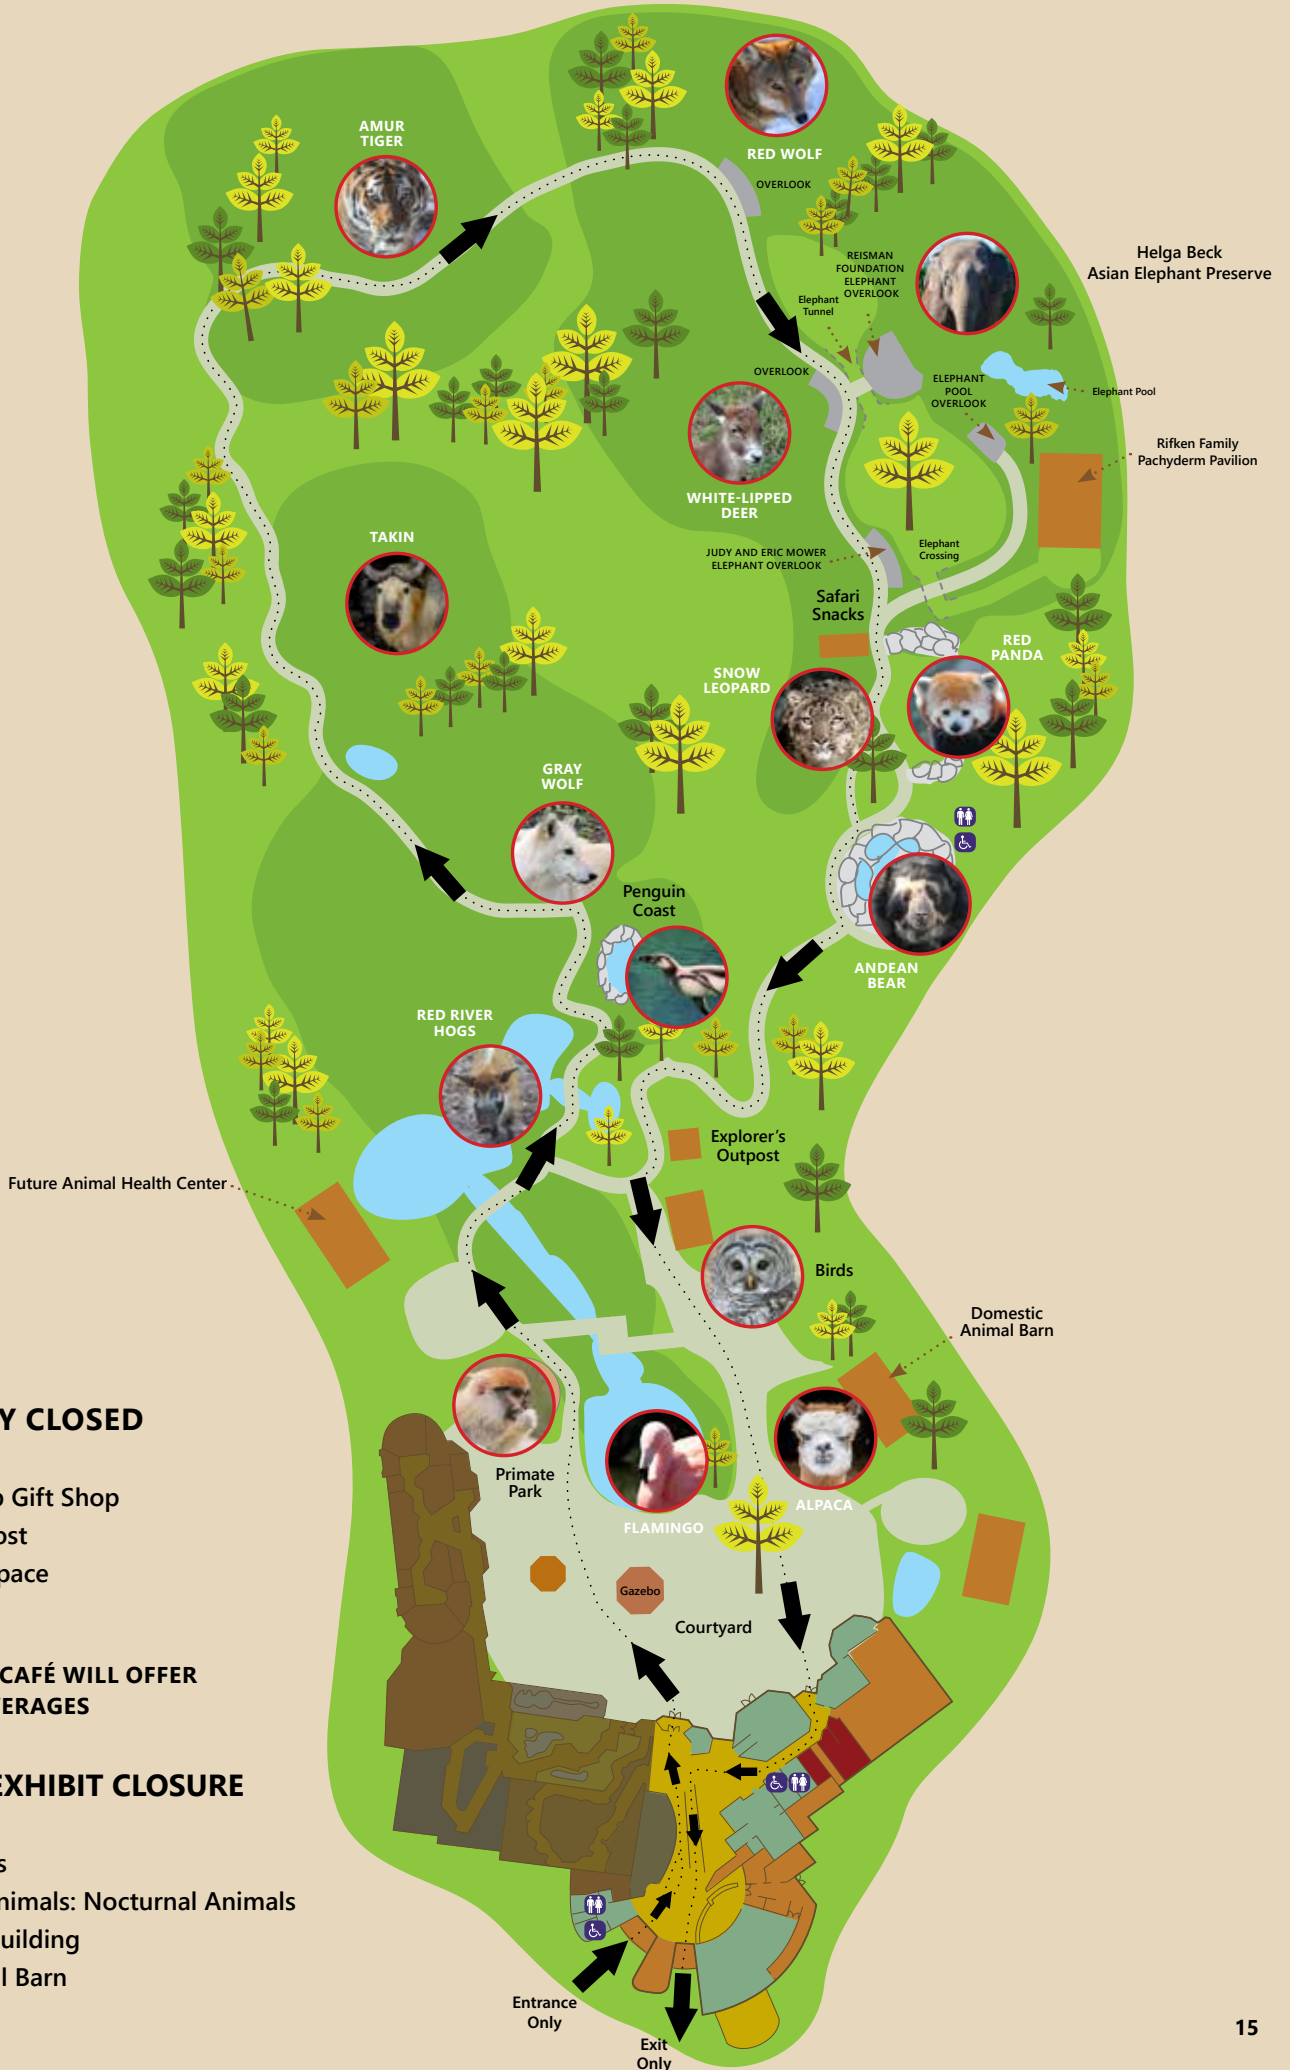 AMUR
TIGER
RED WOLF
OVERLOOK
REISMAN
FOUNDATION
ELEPHANT
OVERLOOK
Helga Beck
Asian Elephant Preserve
Elephant
Tunnel
OVERLOOK
ELEPHANT
POOL
OVERLOOK
Elephant Pool
Rifken Family
Pachyderm Pavilion
WHITE-LIPPED
DEER
TAKIN
JUDY AND ERIC MOWER
ELEPHANT OVERLOOK
Elephant
Crossing
Safari
Snacks
RED
PANDA
SNOW
LEOPARD
GRAY
WOLF
Penguin
Coast
ANDEAN
BEAR
RED RIVER
HOGS
Explorer's
Outpost
Future Animal Health Center
Birds
Domestic
Animal Barn
Primate
Park
ALPACA
FLAMINGO
Gazebo
Courtyard
Y CLOSED
o Gift Shop
ost
pace
CAFÉ WILL OFFER
VERAGES
EXHIBIT CLOSURE
s
nimals: Nocturnal Animals
uilding
l Barn
Entrance
Only
Exit
Only
15